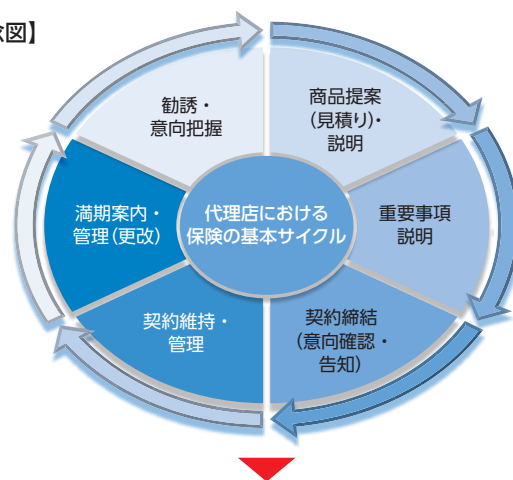 図】
勧誘・
意向把握
商品提案
(見積り)・
説明
重要事項
説明
契約締結
(意向確認・
告知)
契約維持・
管理
満期案内・
管理(更改)
代理店における
保険の基本サイクル